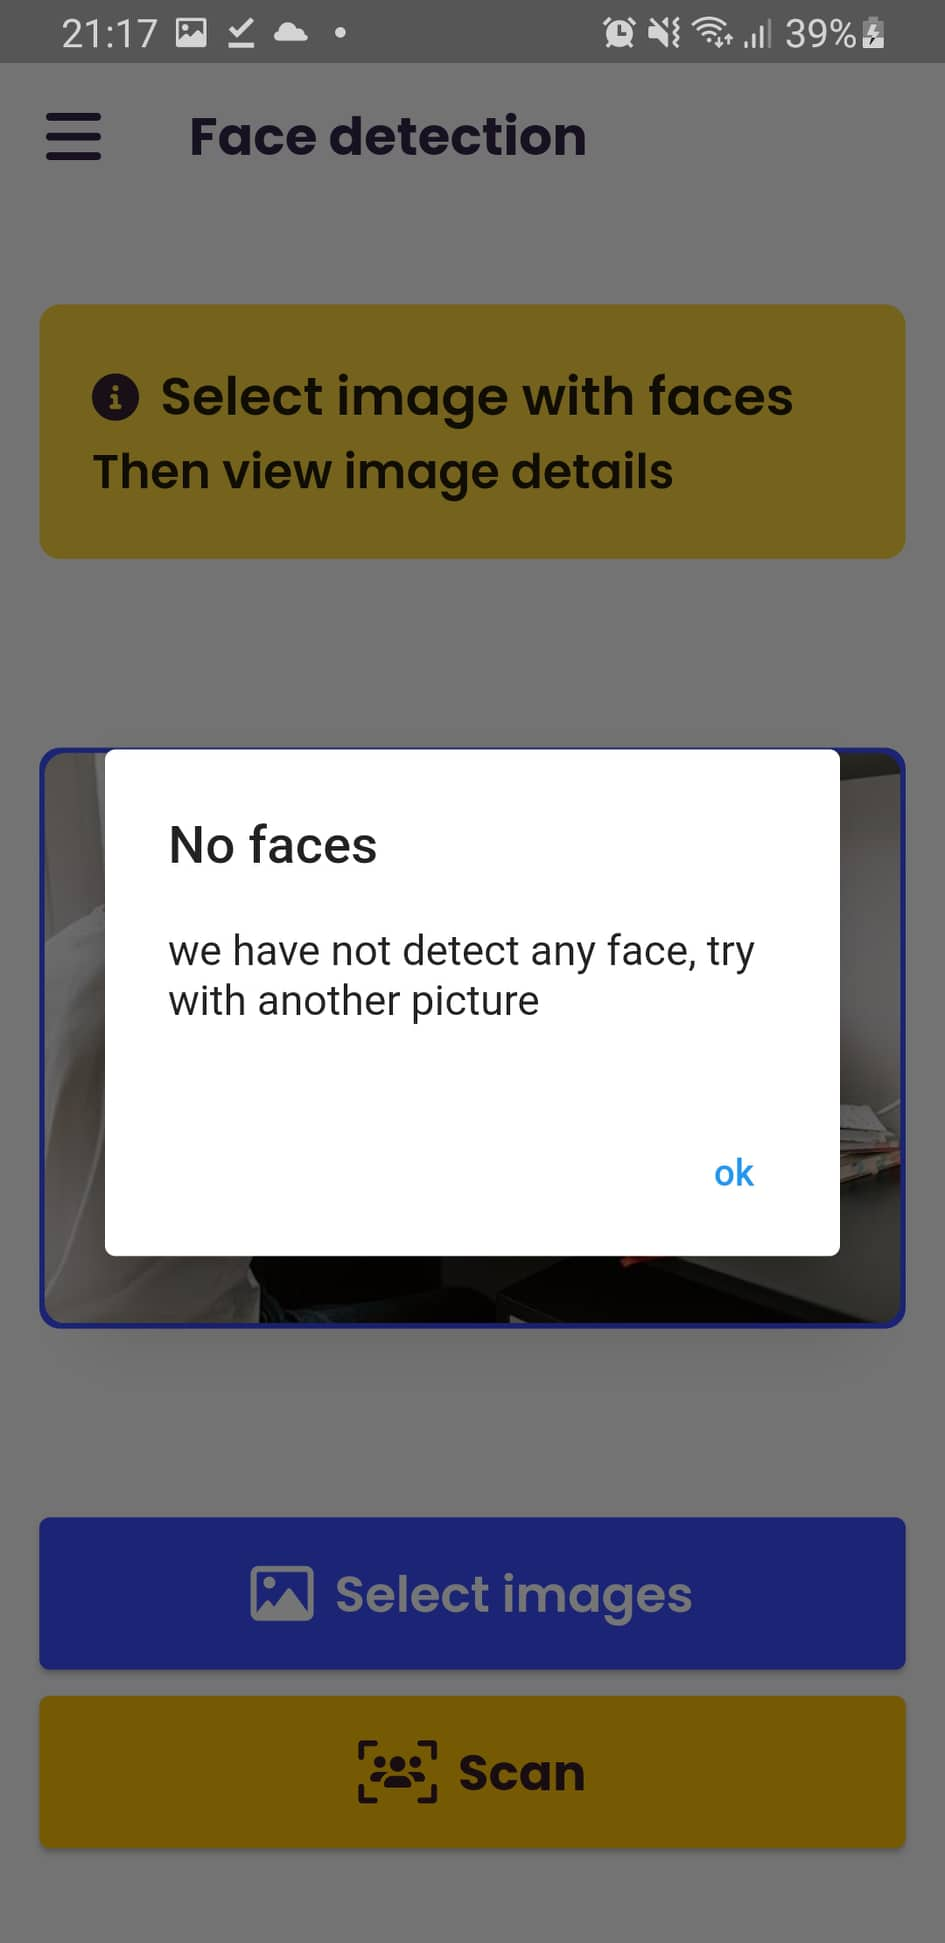 21:17 39%
Face detection
Select image with faces
Then view image details
No faces
we have not detect any face, try
with another picture
ok
Select images
Scan